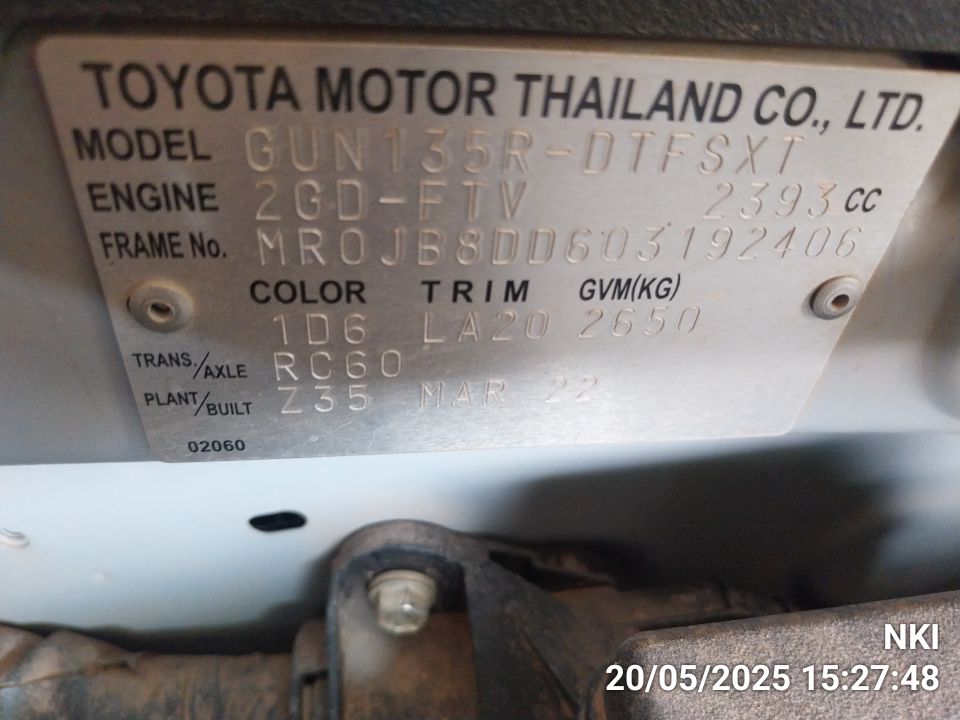 TOYOTA MOTOR THAILAND CO., LTD.
MODEL GUN135R-DTFSXT
ENGINE 2GD-FTV 2393 CC
FRAME No. MR0JB8DD603192406
COLOR TRIM GVM(KG)
1D6 LA20 2650
TRANS./AXLE RC60
PLANT/BUILT Z35 MAR 22
02060
NKI
20/05/2025 15:27:48